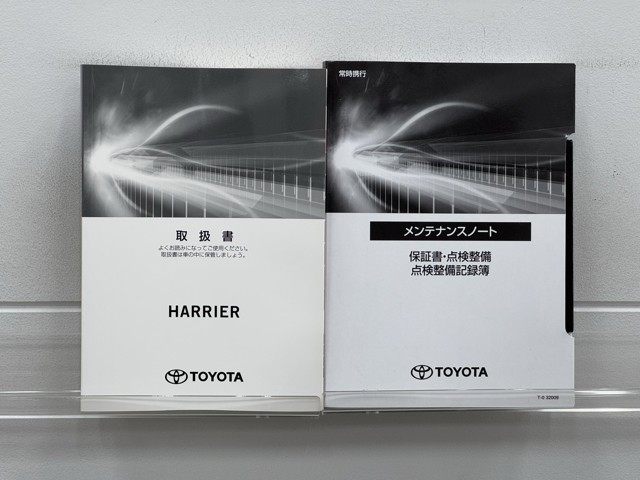 取扱書
よくお読みになってご使用ください。
取扱書は車の中に保管しましょう。
HARRIER
TOYOTA
常時携行
メンテナンスノート
保証書・点検整備
点検整備記録簿
TOYOTA